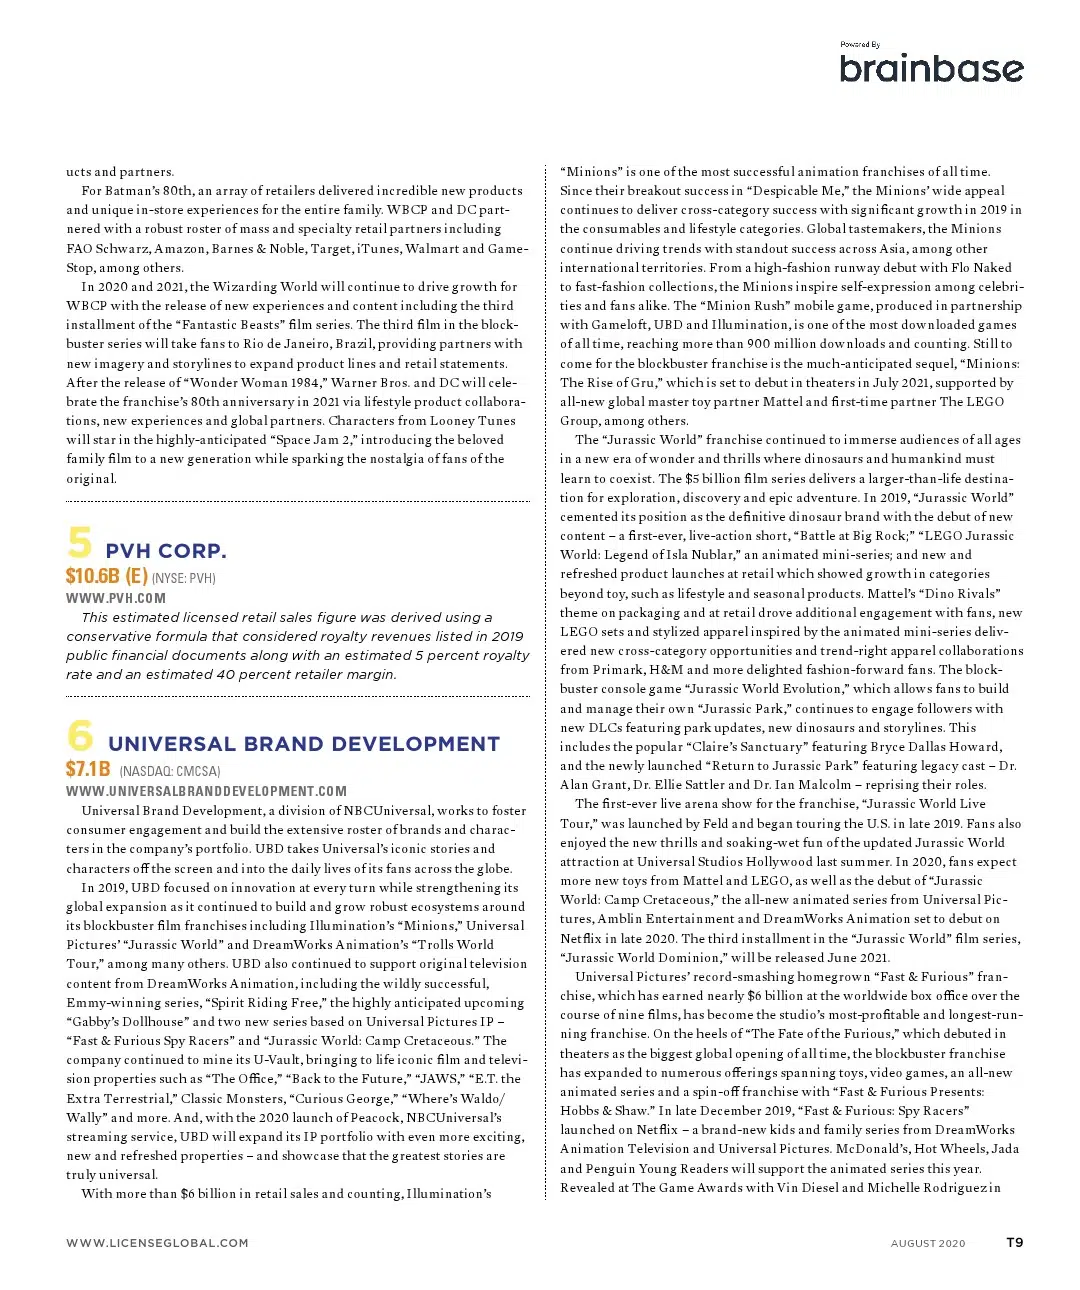 Powered By
brainbase
ucts and partners.
For Batman’s 80th, an array of retailers delivered incredible new products
and unique in-store experiences for the entire family. WBCP and DC part-
nered with a robust roster of mass and specialty retail partners including
FAO Schwarz, Amazon, Barnes & Noble, Target, iTunes, Walmart and Game-
Stop, among others.
In 2020 and 2021, the Wizarding World will continue to drive growth for
WBCP with the release of new experiences and content including the third
installment of the “Fantastic Beasts” film series. The third film in the block-
buster series will take fans to Rio de Janeiro, Brazil, providing partners with
new imagery and storylines to expand product lines and retail statements.
After the release of “Wonder Woman 1984,” Warner Bros. and DC will cele-
brate the franchise’s 80th anniversary in 2021 via lifestyle product collabora-
tions, new experiences and global partners. Characters from Looney Tunes
will star in the highly-anticipated “Space Jam 2,” introducing the beloved
family film to a new generation while sparking the nostalgia of fans of the
original.
5 PVH CORP.
$10.6B (E) (NYSE: PVH)
WWW.PVH.COM
This estimated licensed retail sales figure was derived using a
conservative formula that considered royalty revenues listed in 2019
public financial documents along with an estimated 5 percent royalty
rate and an estimated 40 percent retailer margin.
6 UNIVERSAL BRAND DEVELOPMENT
$7.1B (NASDAQ: CMCSA)
WWW.UNIVERSALBRANDDEVELOPMENT.COM
Universal Brand Development, a division of NBCUniversal, works to foster
consumer engagement and build the extensive roster of brands and charac-
ters in the company’s portfolio. UBD takes Universal’s iconic stories and
characters off the screen and into the daily lives of its fans across the globe.
In 2019, UBD focused on innovation at every turn while strengthening its
global expansion as it continued to build and grow robust ecosystems around
its blockbuster film franchises including Illumination’s “Minions,” Universal
Pictures’ “Jurassic World” and DreamWorks Animation’s “Trolls World
Tour,” among many others. UBD also continued to support original television
content from DreamWorks Animation, including the wildly successful,
Emmy-winning series, “Spirit Riding Free,” the highly anticipated upcoming
“Gabby’s Dollhouse” and two new series based on Universal Pictures IP –
“Fast & Furious Spy Racers” and “Jurassic World: Camp Cretaceous.” The
company continued to mine its U-Vault, bringing to life iconic film and televi-
sion properties such as “The Office,” “Back to the Future,” “JAWS,” “E.T. the
Extra Terrestrial,” Classic Monsters, “Curious George,” “Where’s Waldo/
Wally” and more. And, with the 2020 launch of Peacock, NBCUniversal’s
streaming service, UBD will expand its IP portfolio with even more exciting,
new and refreshed properties – and showcase that the greatest stories are
truly universal.
With more than $6 billion in retail sales and counting, Illumination’s
“Minions” is one of the most successful animation franchises of all time.
Since their breakout success in “Despicable Me,” the Minions’ wide appeal
continues to deliver cross-category success with significant growth in 2019 in
the consumables and lifestyle categories. Global tastemakers, the Minions
continue driving trends with standout success across Asia, among other
international territories. From a high-fashion runway debut with Flo Naked
to fast-fashion collections, the Minions inspire self-expression among celebri-
ties and fans alike. The “Minion Rush” mobile game, produced in partnership
with Gameloft, UBD and Illumination, is one of the most downloaded games
of all time, reaching more than 900 million downloads and counting. Still to
come for the blockbuster franchise is the much-anticipated sequel, “Minions:
The Rise of Gru,” which is set to debut in theaters in July 2021, supported by
all-new global master toy partner Mattel and first-time partner The LEGO
Group, among others.
The “Jurassic World” franchise continued to immerse audiences of all ages
in a new era of wonder and thrills where dinosaurs and humankind must
learn to coexist. The $5 billion film series delivers a larger-than-life destina-
tion for exploration, discovery and epic adventure. In 2019, “Jurassic World”
cemented its position as the definitive dinosaur brand with the debut of new
content – a first-ever, live-action short, “Battle at Big Rock;” “LEGO Jurassic
World: Legend of Isla Nublar,” an animated mini-series; and new and
refreshed product launches at retail which showed growth in categories
beyond toy, such as lifestyle and seasonal products. Mattel’s “Dino Rivals”
theme on packaging and at retail drove additional engagement with fans, new
LEGO sets and stylized apparel inspired by the animated mini-series deliv-
ered new cross-category opportunities and trend-right apparel collaborations
from Primark, H&M and more delighted fashion-forward fans. The block-
buster console game “Jurassic World Evolution,” which allows fans to build
and manage their own “Jurassic Park,” continues to engage followers with
new DLCs featuring park updates, new dinosaurs and storylines. This
includes the popular “Claire’s Sanctuary” featuring Bryce Dallas Howard,
and the newly launched “Return to Jurassic Park” featuring legacy cast – Dr.
Alan Grant, Dr. Ellie Sattler and Dr. Ian Malcolm – reprising their roles.
The first-ever live arena show for the franchise, “Jurassic World Live
Tour,” was launched by Feld and began touring the U.S. in late 2019. Fans also
enjoyed the new thrills and soaking-wet fun of the updated Jurassic World
attraction at Universal Studios Hollywood last summer. In 2020, fans expect
more new toys from Mattel and LEGO, as well as the debut of “Jurassic
World: Camp Cretaceous,” the all-new animated series from Universal Pic-
tures, Amblin Entertainment and DreamWorks Animation set to debut on
Netflix in late 2020. The third installment in the “Jurassic World” film series,
“Jurassic World Dominion,” will be released June 2021.
Universal Pictures’ record-smashing homegrown “Fast & Furious” fran-
chise, which has earned nearly $6 billion at the worldwide box office over the
course of nine films, has become the studio’s most-profitable and longest-run-
ning franchise. On the heels of “The Fate of the Furious,” which debuted in
theaters as the biggest global opening of all time, the blockbuster franchise
has expanded to numerous offerings spanning toys, video games, an all-new
animated series and a spin-off franchise with “Fast & Furious Presents:
Hobbs & Shaw.” In late December 2019, “Fast & Furious: Spy Racers”
launched on Netflix – a brand-new kids and family series from DreamWorks
Animation Television and Universal Pictures. McDonald’s, Hot Wheels, Jada
and Penguin Young Readers will support the animated series this year.
Revealed at The Game Awards with Vin Diesel and Michelle Rodriguez in
WWW.LICENSEGLOBAL.COM
AUGUST 2020 T9